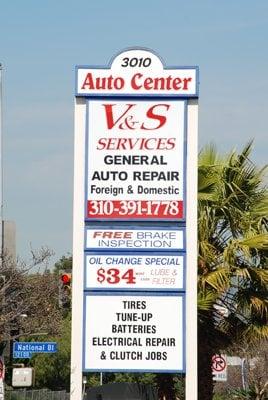 3010
Auto Center
V&S
SERVICES
GENERAL
AUTO REPAIR
Foreign & Domestic
310-391-1778
FREE BRAKE
INSPECTION
OIL CHANGE SPECIAL
$34 LUBE &
FILTER
TIRES
TUNE-UP
BATTERIES
ELECTRICAL REPAIR
& CLUTCH JOBS
National Bl